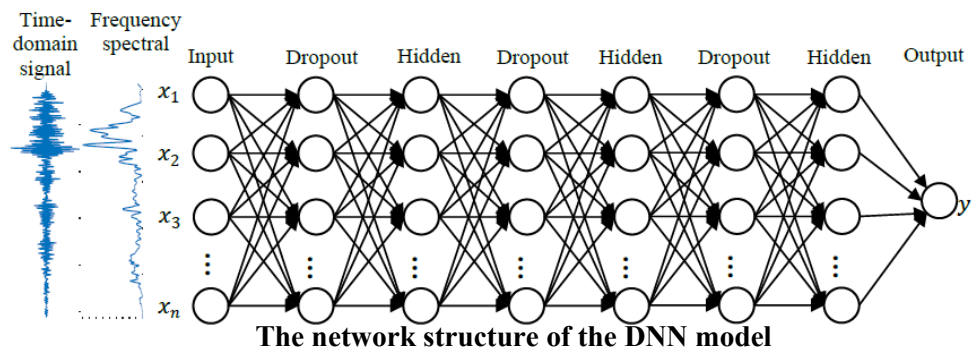 Time-
domain
signal
Frequency
spectral
Input
Dropout
Hidden
Dropout
Hidden
Dropout
Hidden
Output
x₁
x₂
x₃
⋮
xₙ
⋮
⋮
⋮
⋮
⋮
⋮
y
The network structure of the DNN model